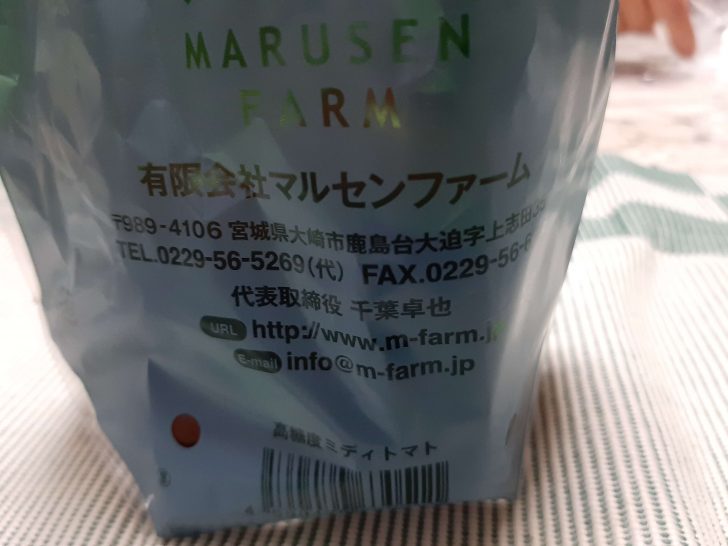 MARUSEN
FARM
有限会社マルセンファーム
〒989-4106 宮城県大崎市鹿島台大迫字上志田
TEL.0229-56-5269(代) FAX.0229-56-
代表取締役 千葉卓也
URL http://www.m-farm.jp
E-mail info@m-farm.jp
高糖度ミディトマト